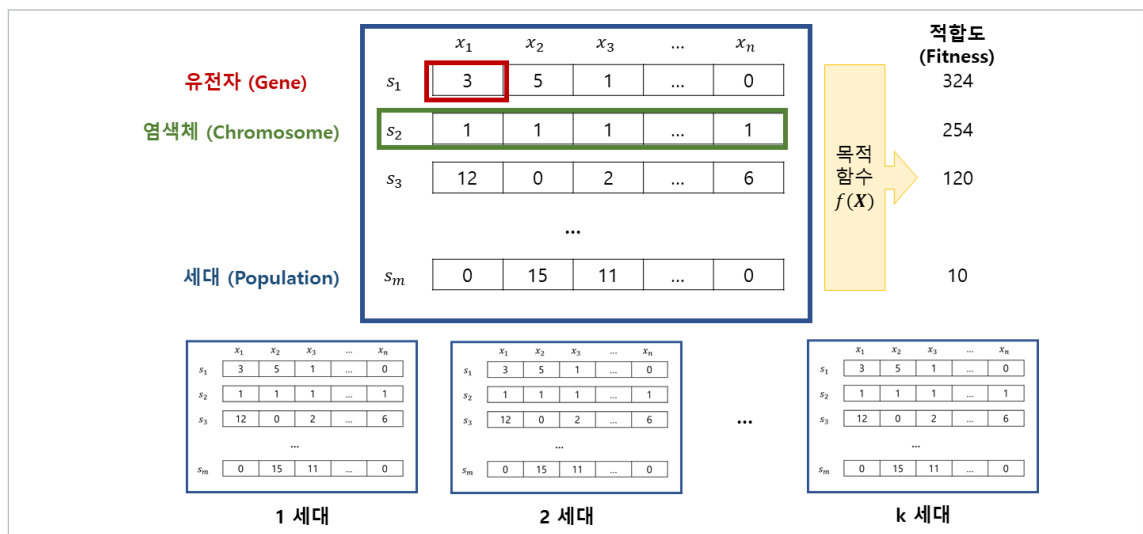 x₁ x₂ x₃ ... xₙ 적합도
(Fitness)
유전자 (Gene) s₁ 3 5 1 ... 0 324
염색체 (Chromosome) s₂ 1 1 1 ... 1 254
s₃ 12 0 2 ... 6 120
목적
함수
f(X)
...
세대 (Population) sₘ 0 15 11 ... 0 10
x₁ x₂ x₃ ... xₙ
s₁ 3 5 1 ... 0
s₂ 1 1 1 ... 1
s₃ 12 0 2 ... 6
...
sₘ 0 15 11 ... 0
1 세대
x₁ x₂ x₃ ... xₙ
s₁ 3 5 1 ... 0
s₂ 1 1 1 ... 1
s₃ 12 0 2 ... 6
...
sₘ 0 15 11 ... 0
2 세대
...
x₁ x₂ x₃ ... xₙ
s₁ 3 5 1 ... 0
s₂ 1 1 1 ... 1
s₃ 12 0 2 ... 6
...
sₘ 0 15 11 ... 0
k 세대